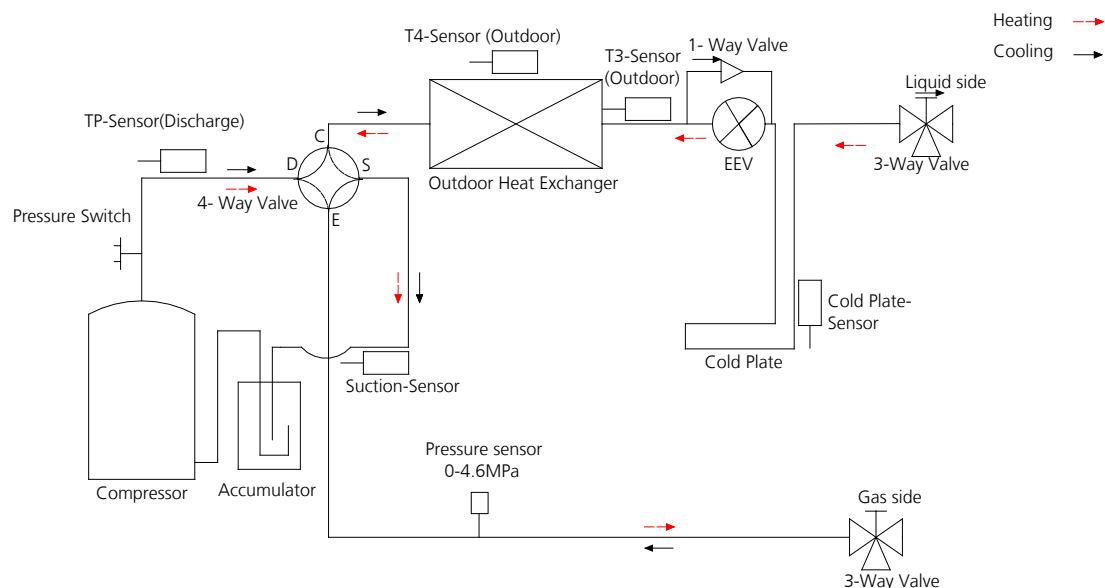 Heating
Cooling
T4-Sensor (Outdoor)
1- Way Valve
T3-Sensor
(Outdoor)
Liquid side
TP-Sensor(Discharge)
C
D
S
E
4- Way Valve
EEV
3-Way Valve
Outdoor Heat Exchanger
Pressure Switch
Cold Plate-
Sensor
Cold Plate
Suction-Sensor
Pressure sensor
0-4.6MPa
Compressor
Accumulator
Gas side
3-Way Valve